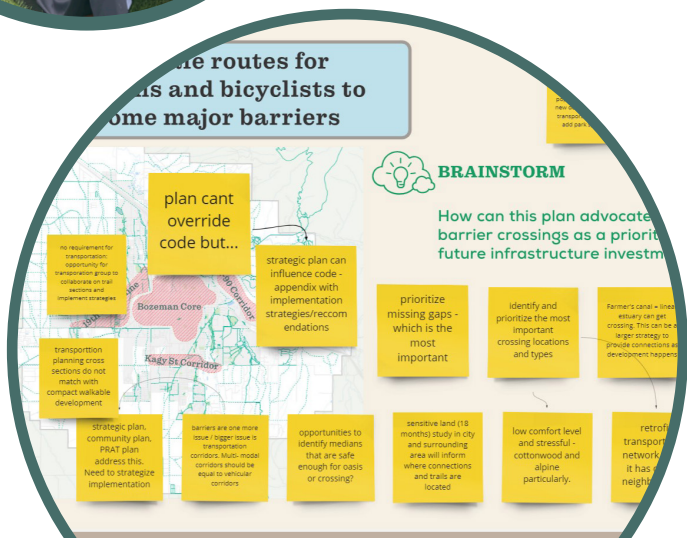 routes for
and bicyclists to
major barriers
new
transpor
add park
BRAINSTORM
How can this plan advocate
barrier crossings as a priorit
future infrastructure investm
plan cant
override
code but...
no requirement for
transportation:
opportunity for
transporation group to
collaborate on trail
sections and
implement strategies
strategic plan can
influence code -
appendix with
implementation
strategies/reccom
endations
19th
90 Corridor
Bozeman Core
Kagy St Corridor
prioritize
missing gaps -
which is the
most
important
identify and
prioritize the most
important
crossing locations
and types
Farmer's canal = linea
estuary can get
crossing. This can be a
larger strategy to
provide connections as
development happens
transporttion
planning cross
sections do not
match with
compact walkable
development
strategic plan,
community plan,
PRAT plan
address this.
Need to strategize
implementation
barriers are one more
issue / bigger issue is
transportation
corridors. Multi- modal
corridors should be
equal to vehicular
corridors
opportunities to
identify medians
that are safe
enough for oasis
or crossing?
sensitive land (18
months) study in city
and surrounding
area will inform
where connections
and trails are
located
low comfort level
and stressful -
cottonwood and
alpine
particularly.
retrofi
transport
network
it has
neighb